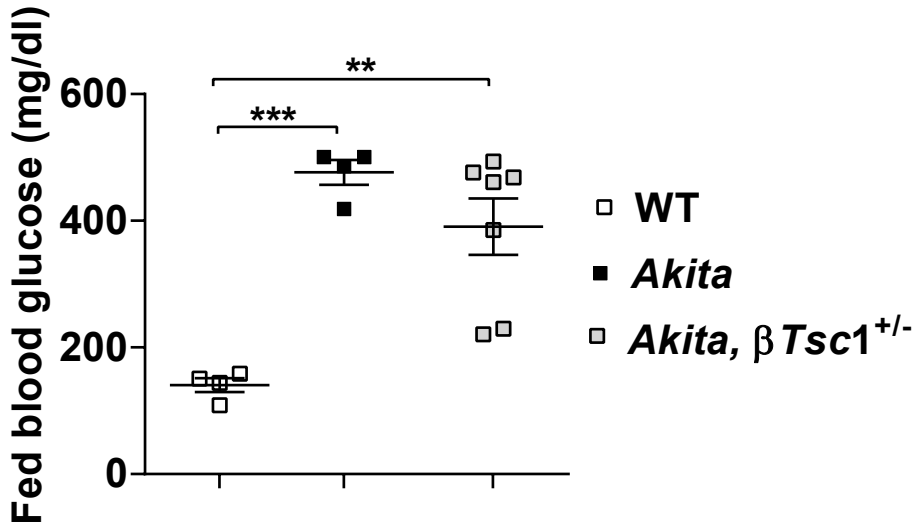 Fed blood glucose (mg/dl)
**
***
600
400
200
0
WT
Akita
Akita, βTsc1+/-